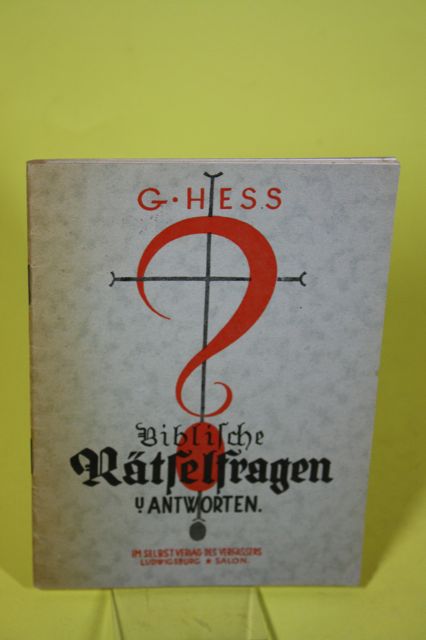 G·HESS
Bibliſche
Rätſelfragen
u ANTWORTEN.
IM SELBSTVERLAG DES VERFASSERS
LUDWIGSBURG ★ SALON.